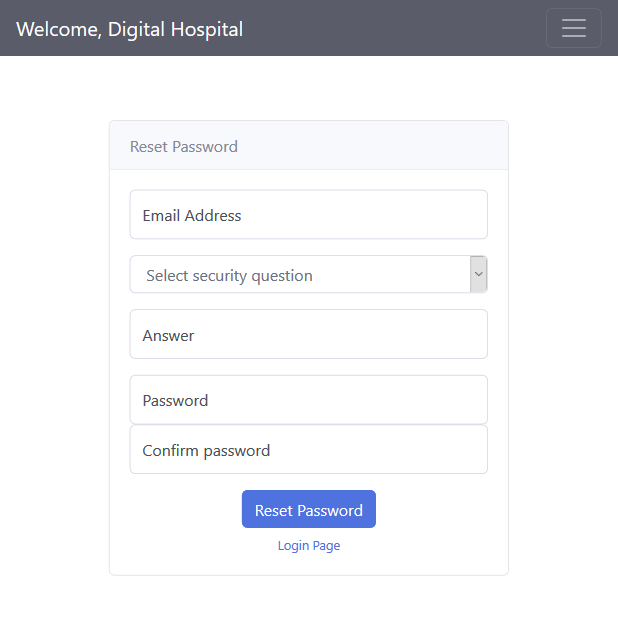 Welcome, Digital Hospital
Reset Password
Email Address
Select security question
Answer
Password
Confirm password
Reset Password
Login Page